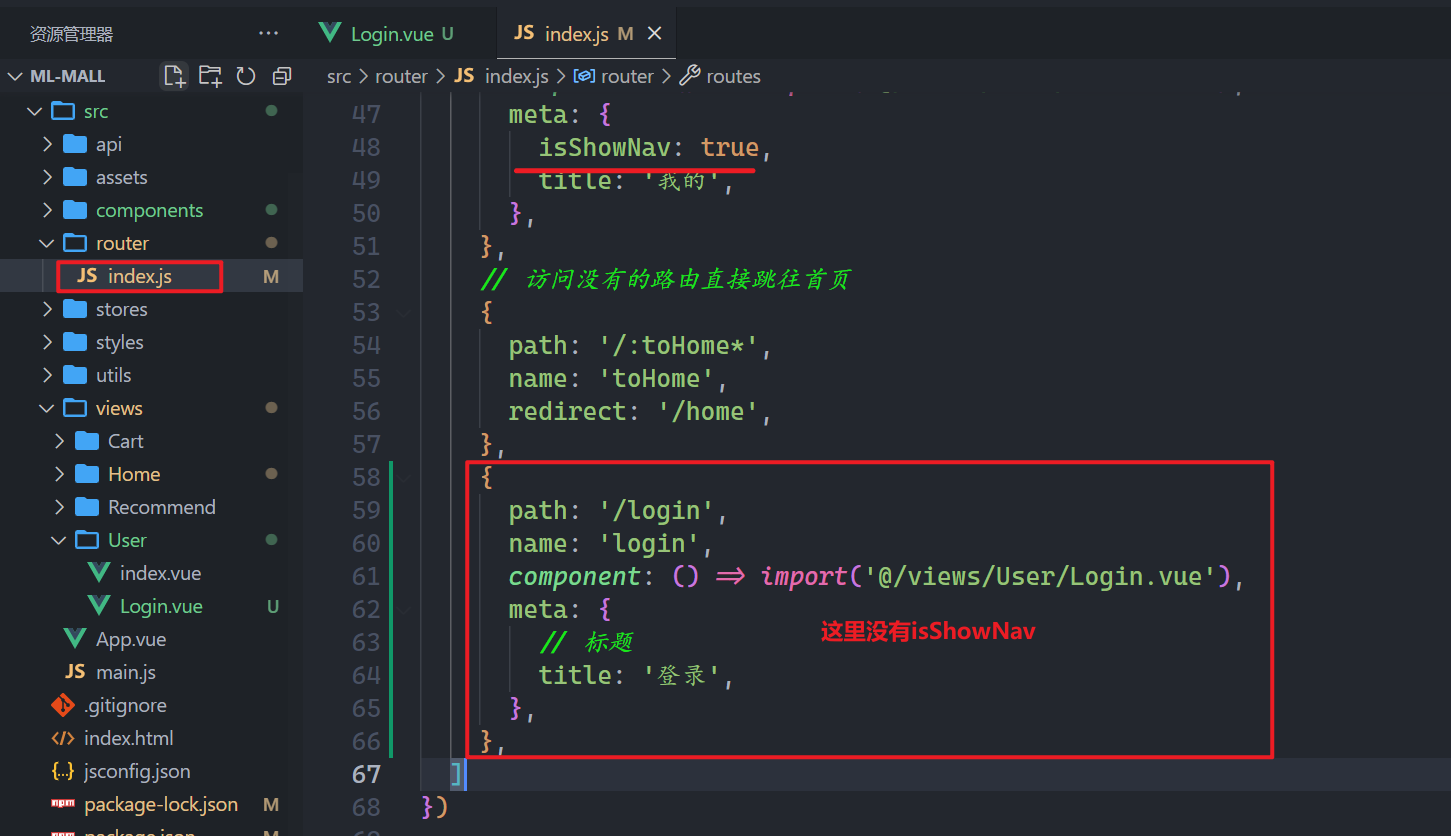 资源管理器 ···
Login.vue U
JS index.js M ×
ML-MALL
src > router > JS index.js > router > routes
src
api
assets
components
router
JS index.js M
stores
styles
utils
views
Cart
Home
Recommend
User
index.vue
Login.vue U
App.vue
JS main.js
.gitignore
index.html
jsconfig.json
package-lock.json M
package.json M
47 meta: {
48 isShowNav: true,
49 title: '我的',
50 },
51 },
52 // 访问没有的路由直接跳往首页
53 {
54 path: '/:toHome*',
55 name: 'toHome',
56 redirect: '/home',
57 },
58 {
59 path: '/login',
60 name: 'login',
61 component: () => import('@/views/User/Login.vue'),
62 meta: {
63 // 标题
64 title: '登录',
65 },
66 },
67 ]
68 })
这里没有isShowNav